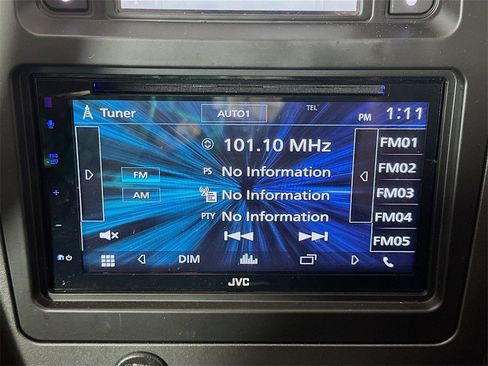 Tuner AUTO1 TEL PM 1:11
101.10 MHz FM01
FM PS No Information FM02
AM No Information FM03
PTY No Information FM04
FM05
DIM
JVC